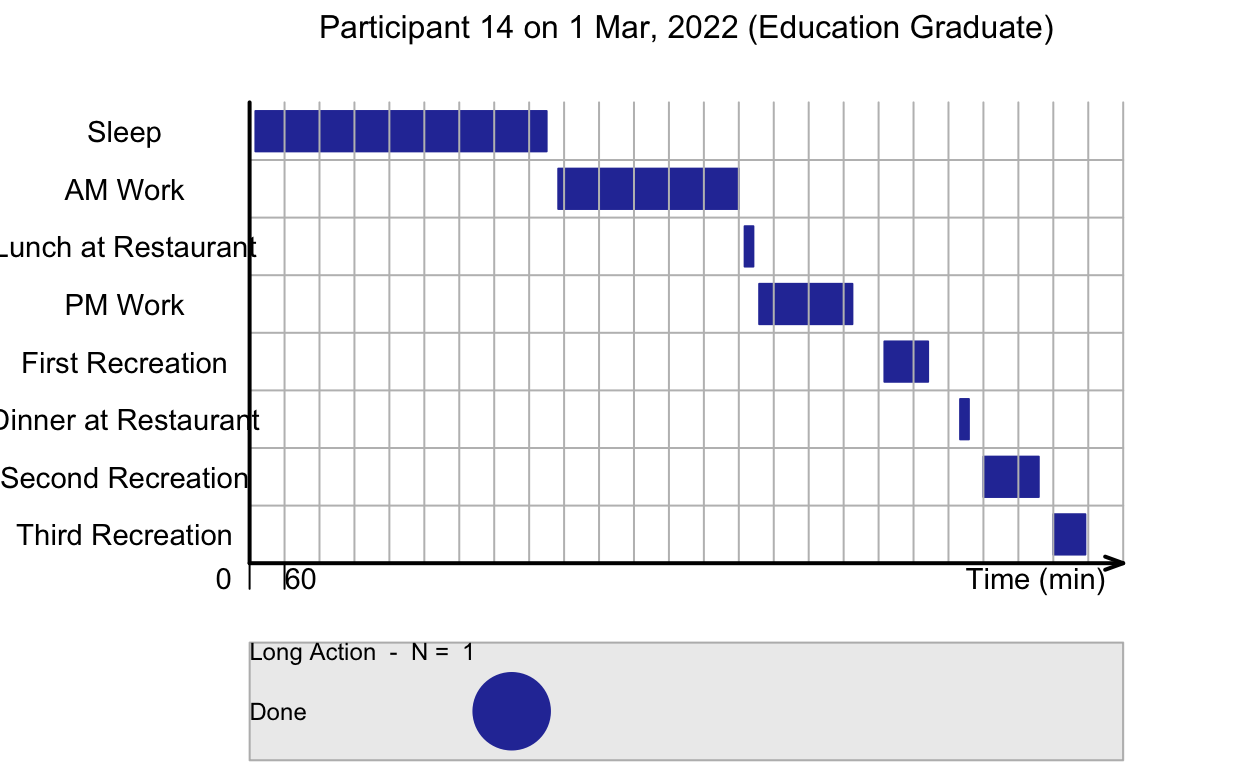 Participant 14 on 1 Mar, 2022 (Education Graduate)
Sleep
AM Work
Lunch at Restaurant
PM Work
First Recreation
Dinner at Restaurant
Second Recreation
Third Recreation
0 60 Time (min)
Long Action - N = 1
Done